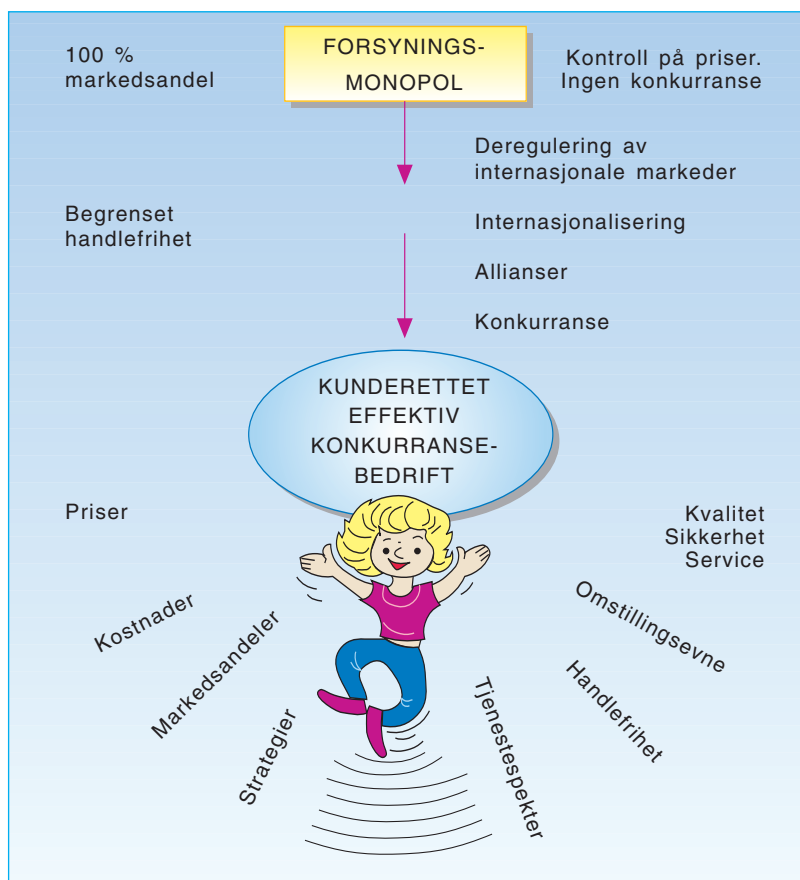 100 %
markedsandel
FORSYNINGS-
MONOPOL
Kontroll på priser.
Ingen konkurranse
Deregulering av
internasjonale markeder
Begrenset
handlefrihet
Internasjonalisering
Allianser
Konkurranse
KUNDERETTET
EFFEKTIV
KONKURRANSE-
BEDRIFT
Priser
Kvalitet
Sikkerhet
Service
Kostnader
Markedsandeler
Strategier
Tjenestespekter
Handlefrihet
Omstillingsevne